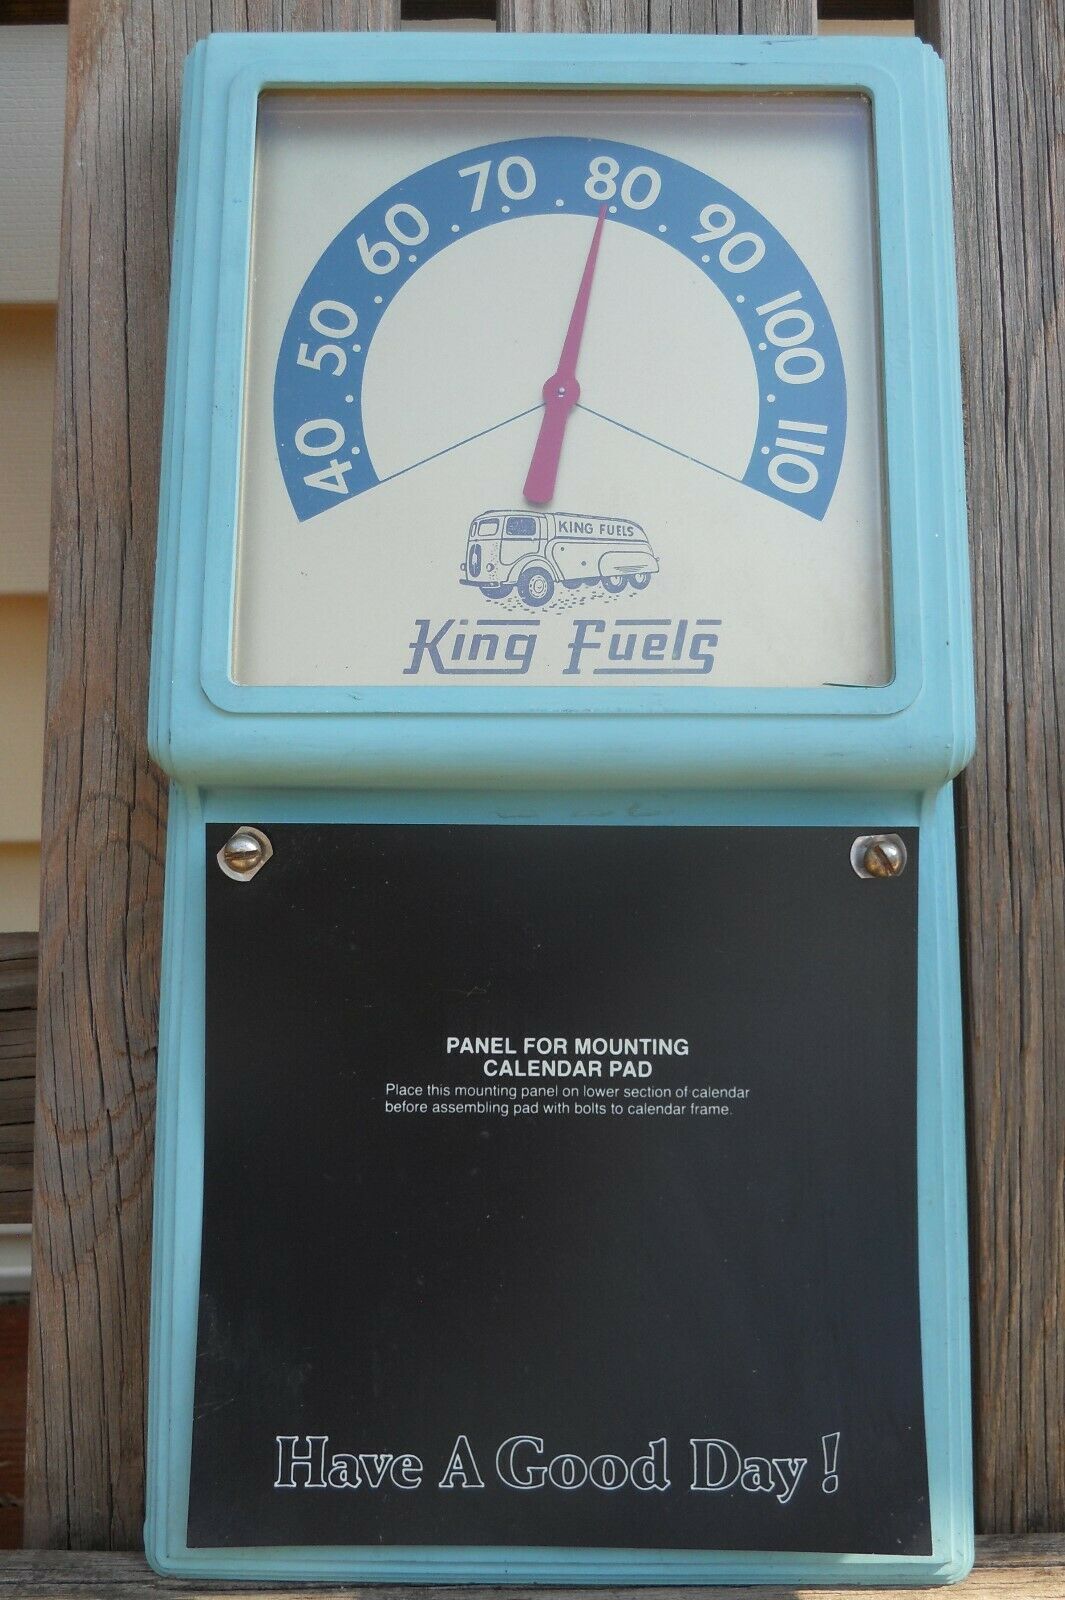 40 50 60 70 80 90 100 110
KING FUELS
King Fuels
PANEL FOR MOUNTING
CALENDAR PAD
Place this mounting panel on lower section of calendar
before assembling pad with bolts to calendar frame.
Have A Good Day!